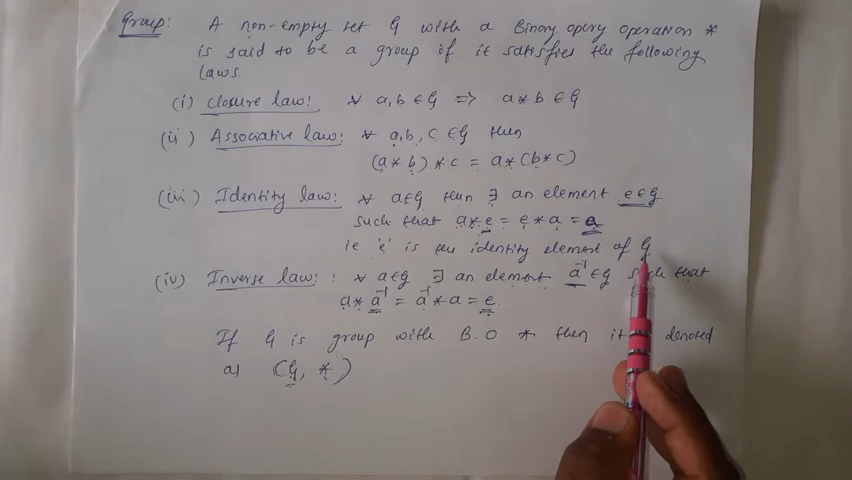 Group: A non-empty set G with a Binary opery operation *
is said to be a group if it satisfies the following
laws.
(i) closure law: ∀ a, b ∈ G => a * b ∈ G
(ii) Associative law: ∀ a, b, c ∈ G then
(a * b) * c = a * (b * c)
(iii) Identity law: ∀ a ∈ G then ∃ an element e ∈ G
such that a * e = e * a = a
ie 'e' is the identity element of G
(iv) Inverse law: : ∀ a ∈ G ∃ an element a⁻¹ ∈ G such that
a * a⁻¹ = a⁻¹ * a = e.
If G is group with B.O * then it denoted
as (G, *)